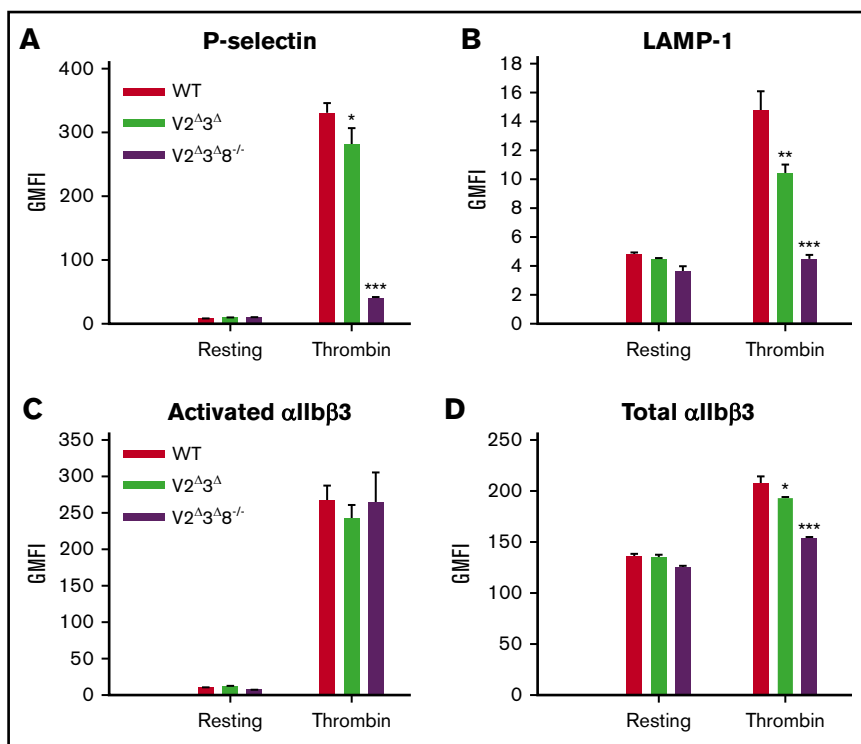 A P-selectin
400
300
200
100
0
GMFI
WT
V2Δ3Δ
V2Δ3Δ8-/-
*
***
Resting Thrombin
B LAMP-1
18
16
14
12
10
8
6
4
2
0
GMFI
**
***
Resting Thrombin
C Activated αIIbβ3
350
300
250
200
150
100
50
0
GMFI
WT
V2Δ3Δ
V2Δ3Δ8-/-
Resting Thrombin
D Total αIIbβ3
250
200
150
100
50
0
GMFI
*
***
Resting Thrombin